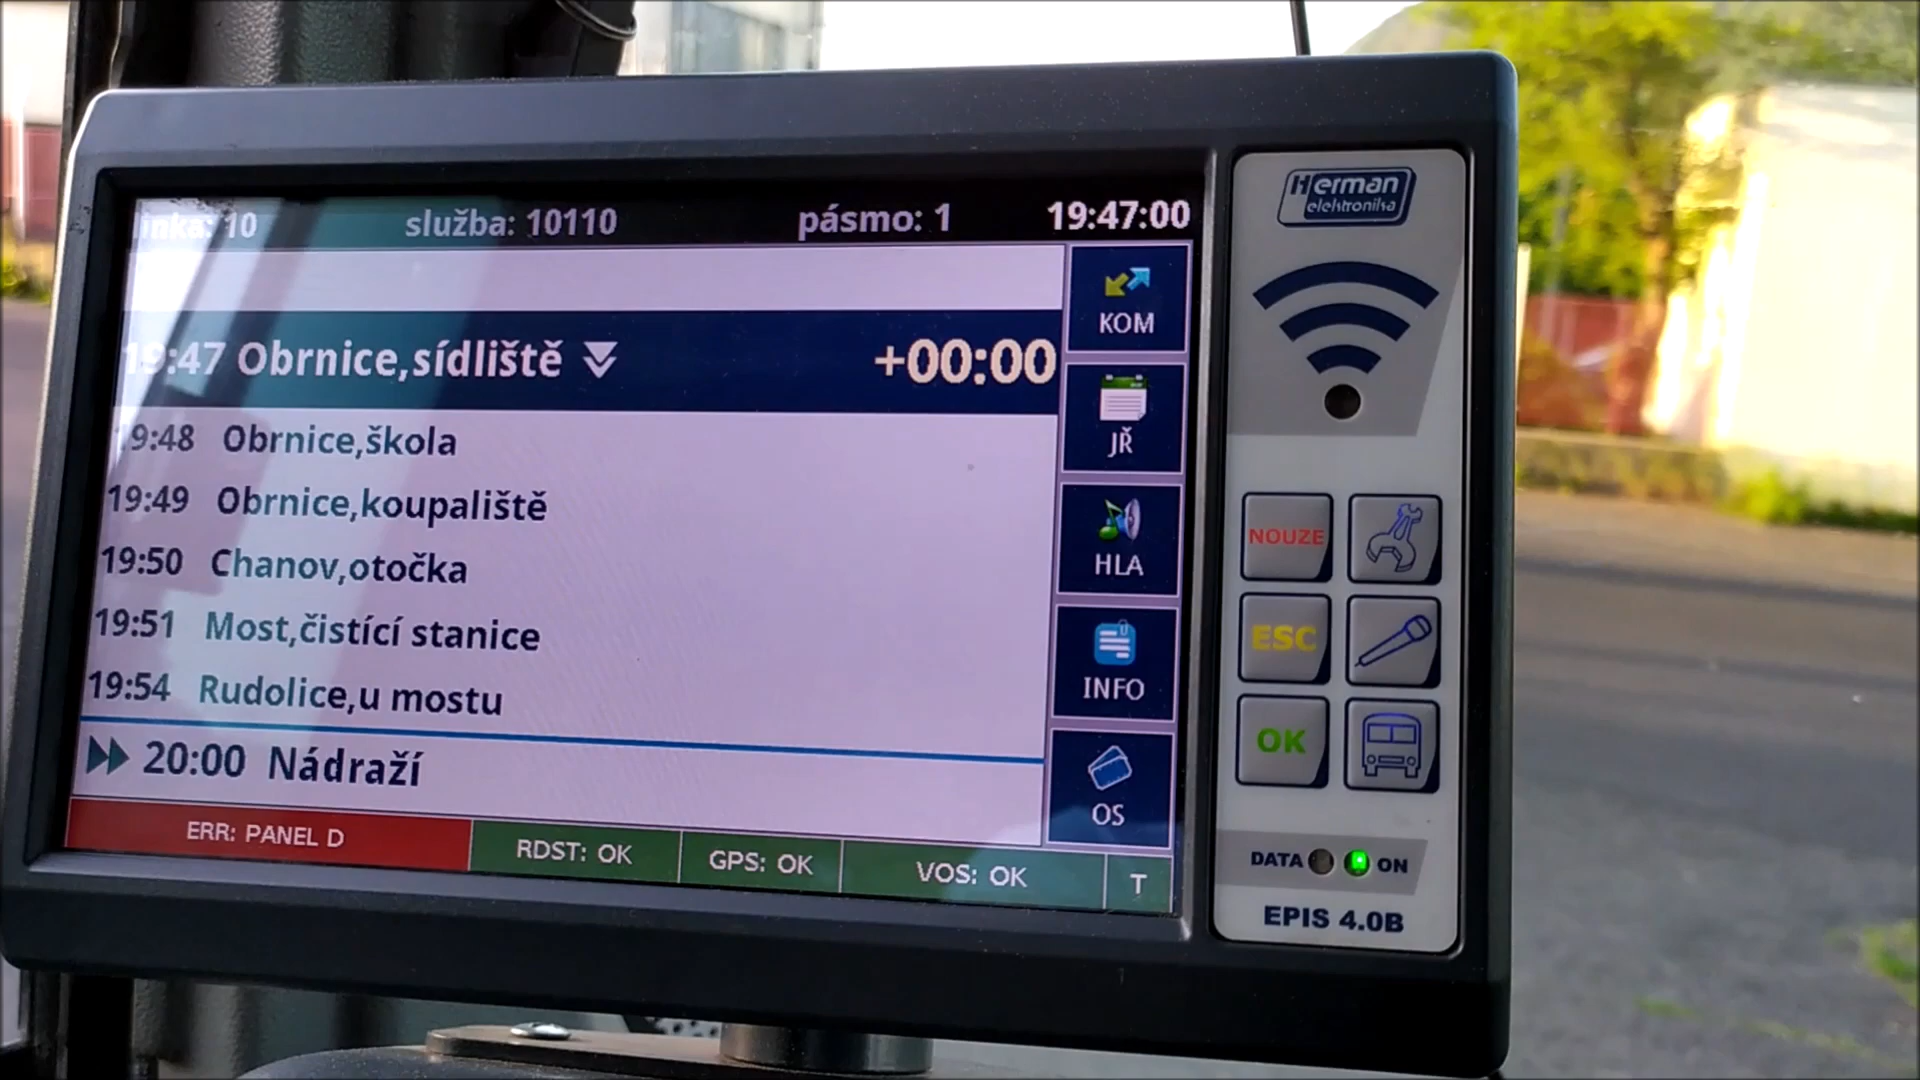 linka: 10 služba: 10110 pásmo: 1 19:47:00
19:47 Obrnice,sídliště +00:00
19:48 Obrnice,škola
19:49 Obrnice,koupaliště
19:50 Chanov,otočka
19:51 Most,čistící stanice
19:54 Rudolice,u mostu
20:00 Nádraží
ERR: PANEL D RDST: OK GPS: OK VOS: OK T
KOM
JŘ
HLA
INFO
OS
Herman
elektronika
NOUZE
ESC
OK
DATA ON
EPIS 4.0B